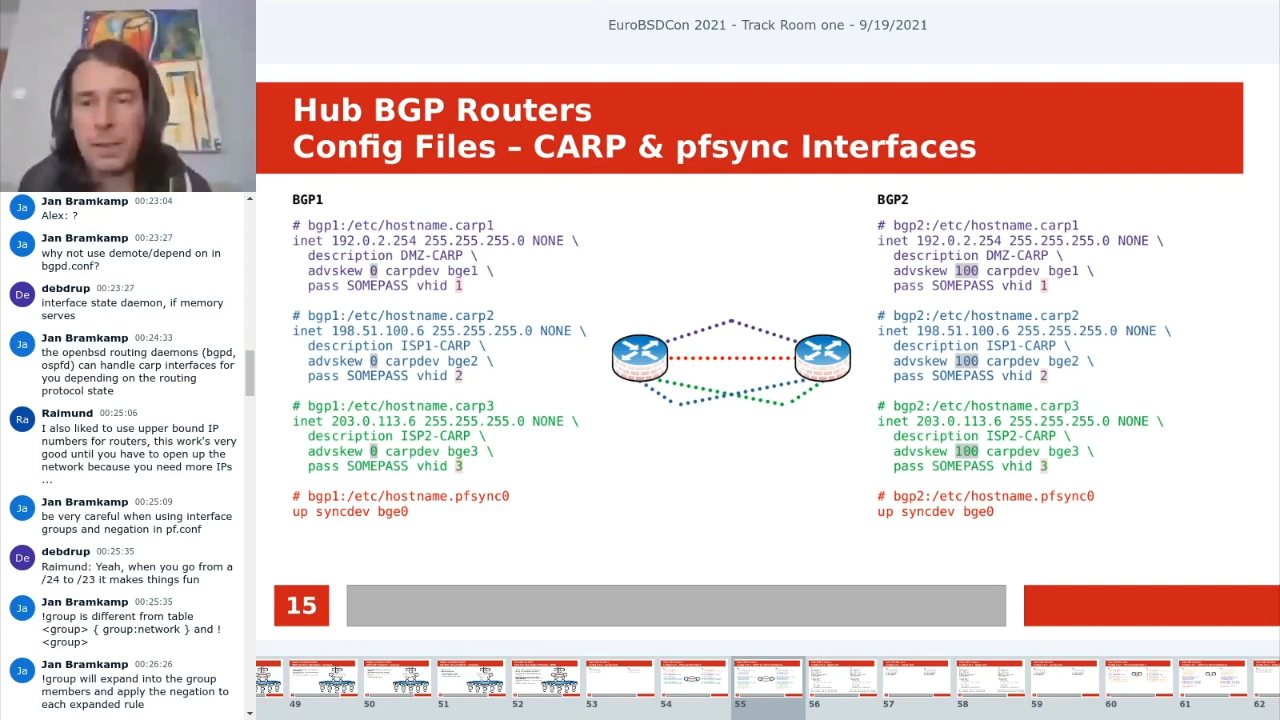 EuroBSDCon 2021 - Track Room one - 9/19/2021
Jan Bramkamp 00:23:04
Ja
Alex: ?
Jan Bramkamp 00:23:27
Ja
why not use demote/depend on in
bgpd.conf?
debdrup 00:23:27
De
interface state daemon, if memory
serves
Jan Bramkamp 00:24:33
Ja
the openbsd routing daemons (bgpd,
ospfd) can handle carp interfaces for
you depending on the routing
protocol state
Raimund 00:25:06
Ra
I also liked to use upper bound IP
numbers for routers, this work's very
good until you have to open up the
network because you need more IPs
...
Jan Bramkamp 00:25:09
Ja
be very careful when using interface
groups and negation in pf.conf
debdrup 00:25:35
De
Raimund: Yeah, when you go from a
/24 to /23 it makes things fun
Jan Bramkamp 00:25:35
Ja
!group is different from table
<group> { group:network } and !
<group>
Jan Bramkamp 00:26:26
Ja
!group will expand into the group
members and apply the negation to
each expanded rule
Hub BGP Routers
Config Files – CARP & pfsync Interfaces
BGP1
# bgp1:/etc/hostname.carp1
inet 192.0.2.254 255.255.255.0 NONE \
description DMZ-CARP \
advskew 0 carpdev bge1 \
pass SOMEPASS vhid 1
# bgp1:/etc/hostname.carp2
inet 198.51.100.6 255.255.255.0 NONE \
description ISP1-CARP \
advskew 0 carpdev bge2 \
pass SOMEPASS vhid 2
# bgp1:/etc/hostname.carp3
inet 203.0.113.6 255.255.255.0 NONE \
description ISP2-CARP \
advskew 0 carpdev bge3 \
pass SOMEPASS vhid 3
# bgp1:/etc/hostname.pfsync0
up syncdev bge0
BGP2
# bgp2:/etc/hostname.carp1
inet 192.0.2.254 255.255.255.0 NONE \
description DMZ-CARP \
advskew 100 carpdev bge1 \
pass SOMEPASS vhid 1
# bgp2:/etc/hostname.carp2
inet 198.51.100.6 255.255.255.0 NONE \
description ISP1-CARP \
advskew 100 carpdev bge2 \
pass SOMEPASS vhid 2
# bgp2:/etc/hostname.carp3
inet 203.0.113.6 255.255.255.0 NONE \
description ISP2-CARP \
advskew 100 carpdev bge3 \
pass SOMEPASS vhid 3
# bgp2:/etc/hostname.pfsync0
up syncdev bge0
15
49 50 51 52 53 54 55 56 57 58 59 60 61 62